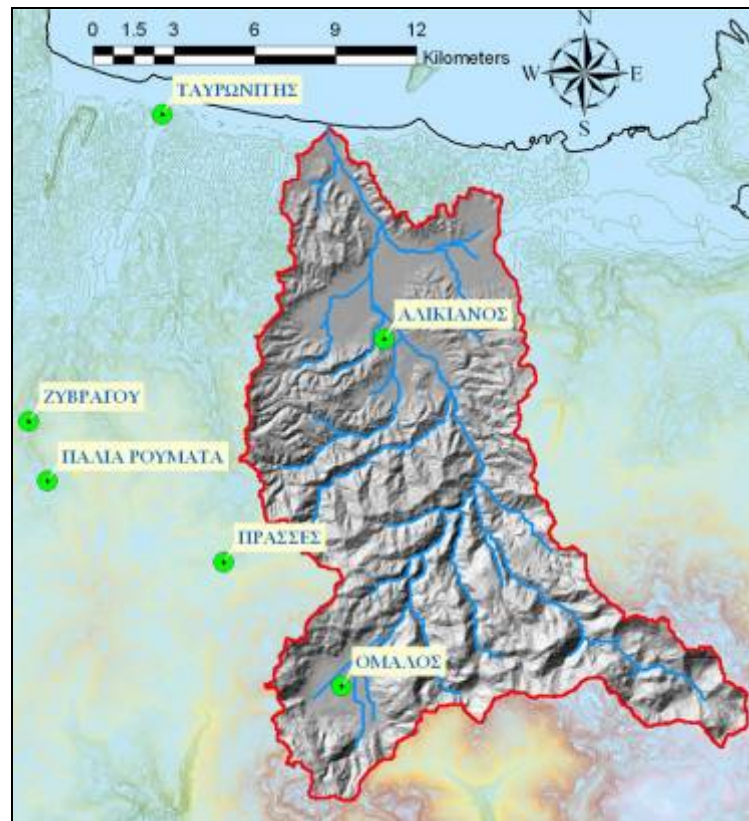 0 1.5 3 6 9 12
Kilometers
N
W E
S
ΤΑΥΡΩΝΙΤΗΣ
ΑΛΙΚΙΑΝΟΣ
ΖΥΒΡΑΓΟΥ
ΠΑΛΙΑ ΡΟΥΜΑΤΑ
ΠΡΑΣΣΕΣ
ΟΜΑΛΟΣ